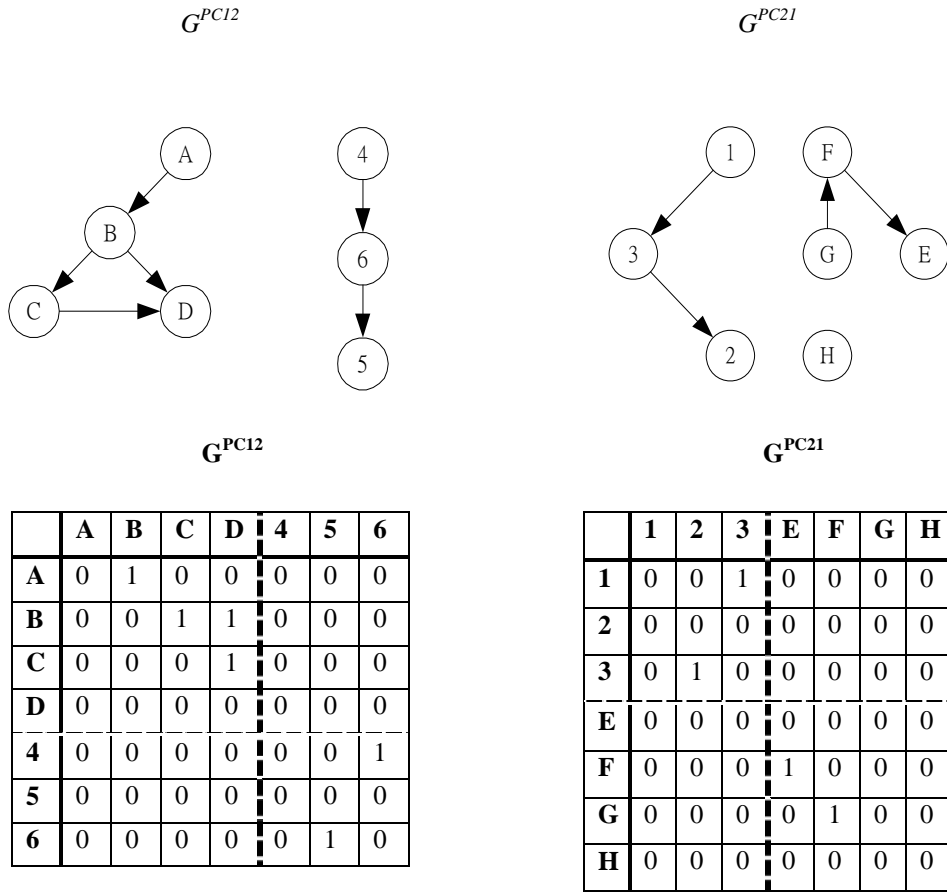 G^PC12 G^PC21
A 4 1 F
B 6 3 G E
C D 5 2 H
G^PC12 G^PC21
A B C D 4 5 6
A 0 1 0 0 0 0 0
B 0 0 1 1 0 0 0
C 0 0 0 1 0 0 0
D 0 0 0 0 0 0 0
4 0 0 0 0 0 0 1
5 0 0 0 0 0 0 0
6 0 0 0 0 0 1 0
1 2 3 E F G H
1 0 0 1 0 0 0 0
2 0 0 0 0 0 0 0
3 0 1 0 0 0 0 0
E 0 0 0 0 0 0 0
F 0 0 0 1 0 0 0
G 0 0 0 0 1 0 0
H 0 0 0 0 0 0 0